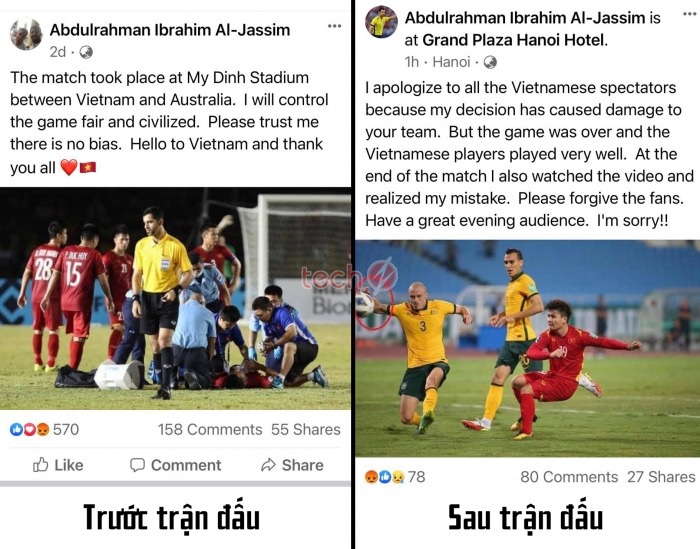 Abdulrahman Ibrahim Al-Jassim
2d ·
The match took place at My Dinh Stadium
between Vietnam and Australia. I will control
the game fair and civilized. Please trust me
there is no bias. Hello to Vietnam and thank
you all ❤️🇻🇳
28
P.DUC HUY
15
570
158 Comments 55 Shares
Like Comment Share
Trước trận đấu
Abdulrahman Ibrahim Al-Jassim is
at Grand Plaza Hanoi Hotel.
1h · Hanoi ·
I apologize to all the Vietnamese spectators
because my decision has caused damage to
your team. But the game was over and the
Vietnamese players played very well. At the
end of the match I also watched the video and
realized my mistake. Please forgive the fans.
Have a great evening audience. I'm sorry!!
tech
3
19
78
80 Comments 27 Shares
Sau trận đấu